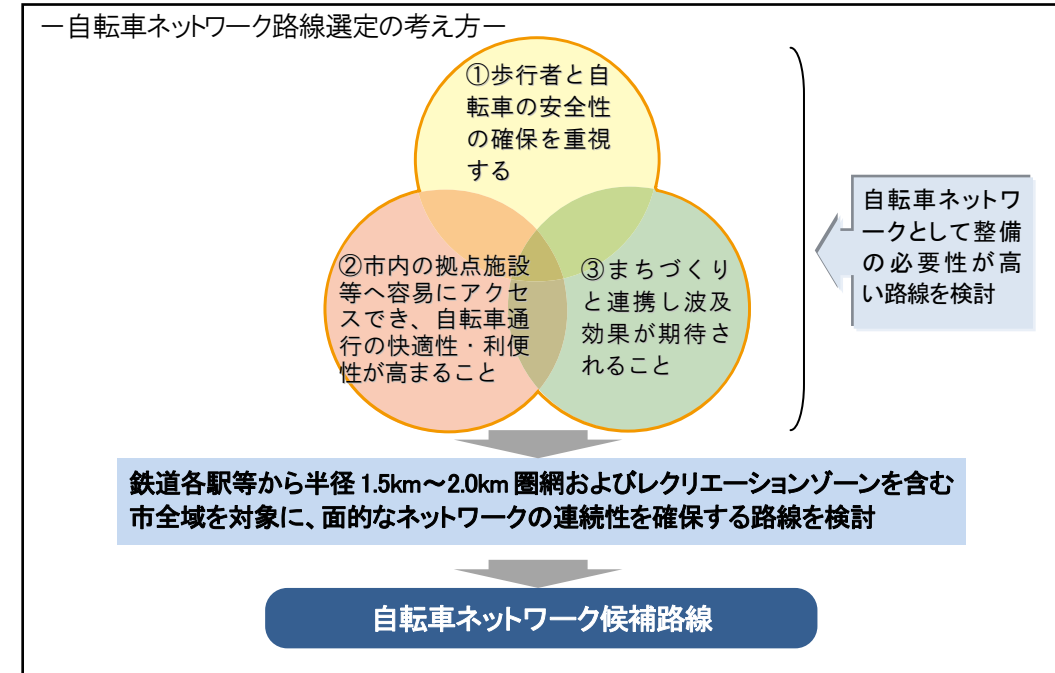 －自転車ネットワーク路線選定の考え方－
①歩行者と自
転車の安全性
の確保を重視
する
②市内の拠点施設
等へ容易にアクセ
スでき、自転車通
行の快適性・利便
性が高まること
③まちづくり
と連携し波及
効果が期待さ
れること
自転車ネットワ
ークとして整備
の必要性が高
い路線を検討
鉄道各駅等から半径 1.5km～2.0km 圏網およびレクリエーションゾーンを含む
市全域を対象に、面的なネットワークの連続性を確保する路線を検討
自転車ネットワーク候補路線